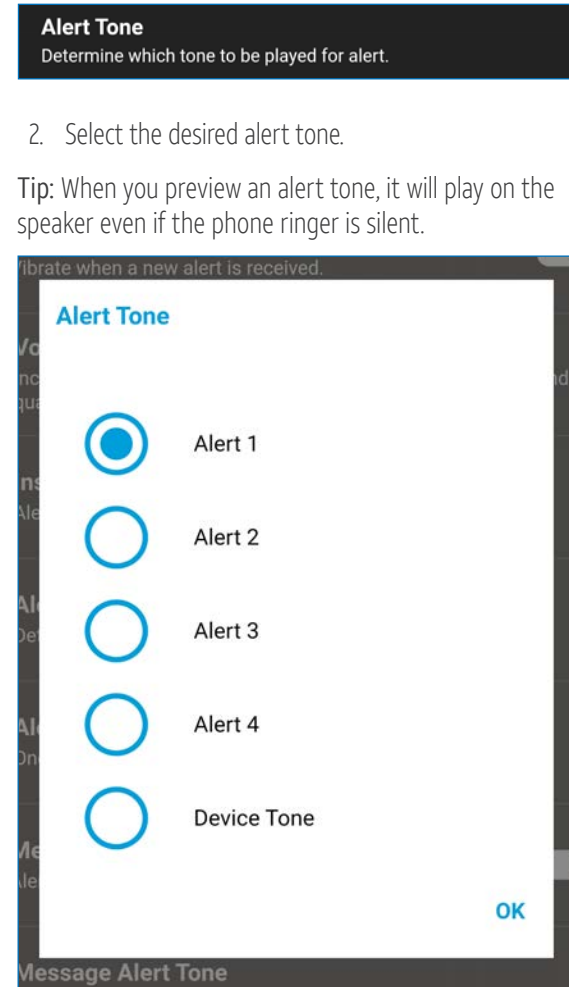 Alert Tone
Determine which tone to be played for alert.
2. Select the desired alert tone.
Tip: When you preview an alert tone, it will play on the
speaker even if the phone ringer is silent.
Vibrate when a new alert is received.
Alert Tone
Alert 1
Alert 2
Alert 3
Alert 4
Device Tone
OK
Message Alert Tone